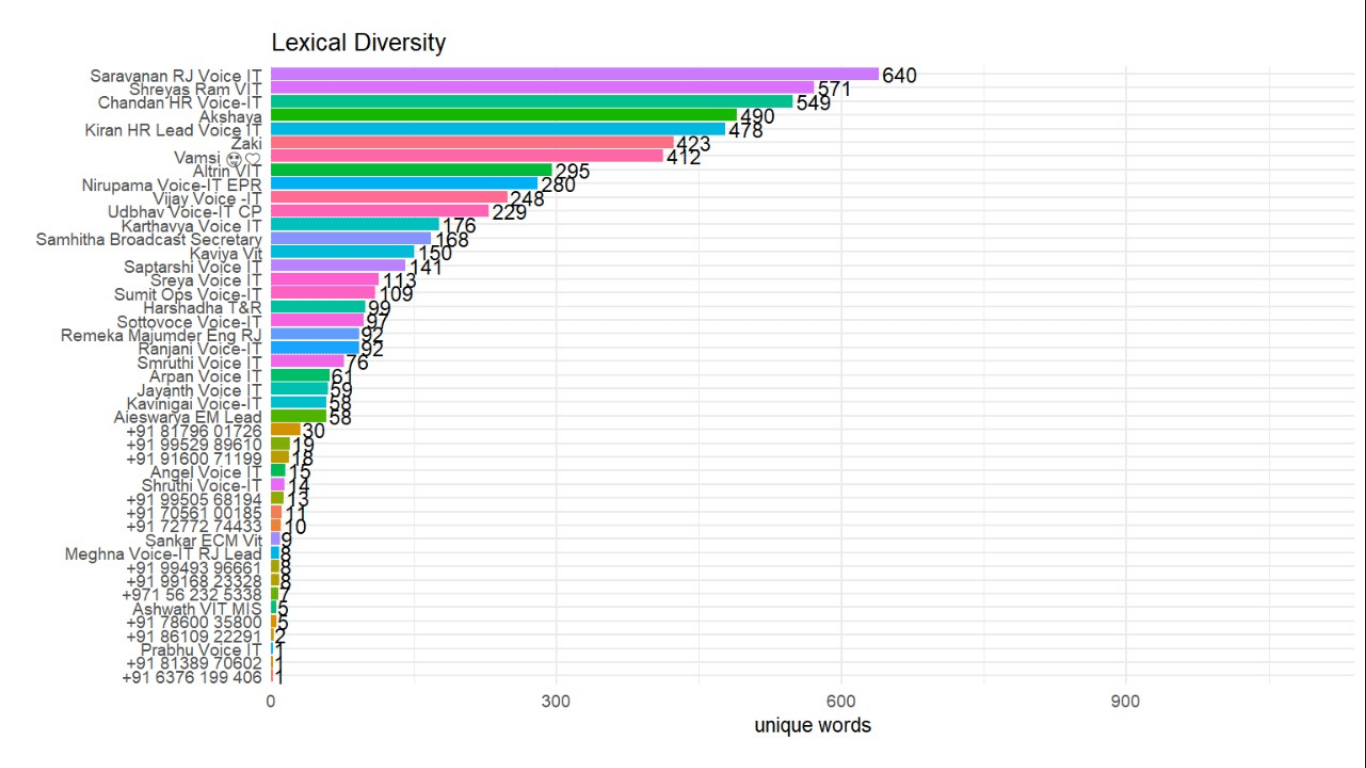 Lexical Diversity
Saravanan RJ Voice IT 640
Shreyas Ram VIT 571
Chandan HR Voice-IT 549
Akshaya 490
Kiran HR Lead Voice IT 478
Zaki 423
Vamsi 😍♡ 412
Altrin VIT 295
Nirupama Voice-IT EPR 280
Vijay Voice -IT 248
Udbhav Voice-IT CP 229
Karthavya Voice IT 176
Samhitha Broadcast Secretary 168
Kaviya Vit 150
Saptarshi Voice IT 141
Sreya Voice IT 113
Sumit Ops Voice-IT 109
Harshadha T&R 99
Sottovoce Voice-IT 97
Remeka Majumder Eng RJ 92
Ranjani Voice-IT 92
Smruthi Voice IT 76
Arpan Voice IT 61
Jayanth Voice IT 59
Kavinigai Voice-IT 58
Aieswarya EM Lead 58
+91 81796 01726 30
+91 99529 89610 19
+91 91600 71199 18
Angel Voice IT 15
Shruthi Voice-IT 14
+91 99505 68194 13
+91 70561 00185 11
+91 72772 74433 10
Sankar ECM Vit 9
Meghna Voice-IT RJ Lead 8
+91 99493 96661 8
+91 99168 23328 8
+971 56 232 5338 7
Ashwath VIT MIS 5
+91 78600 35800 5
+91 86109 22291 2
Prabhu Voice IT 1
+91 81389 70602 1
+91 6376 199 406 1
0 300 600 900
unique words